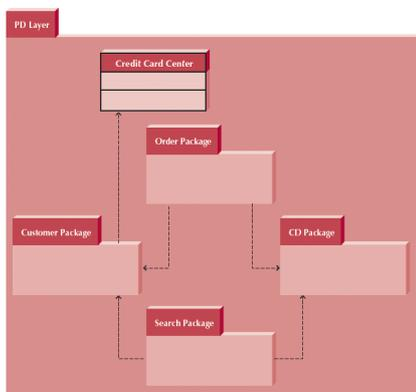 PD Layer
Credit Card Center
Order Package
Customer Package
CD Package
Search Package